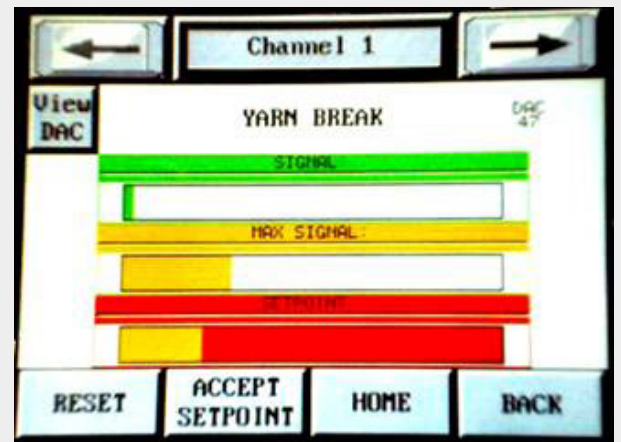 Channel 1
View
DAC
YARN BREAK
DAC
47
SIGNAL
MAX SIGNAL:
SETPOINT
RESET
ACCEPT
SETPOINT
HOME
BACK